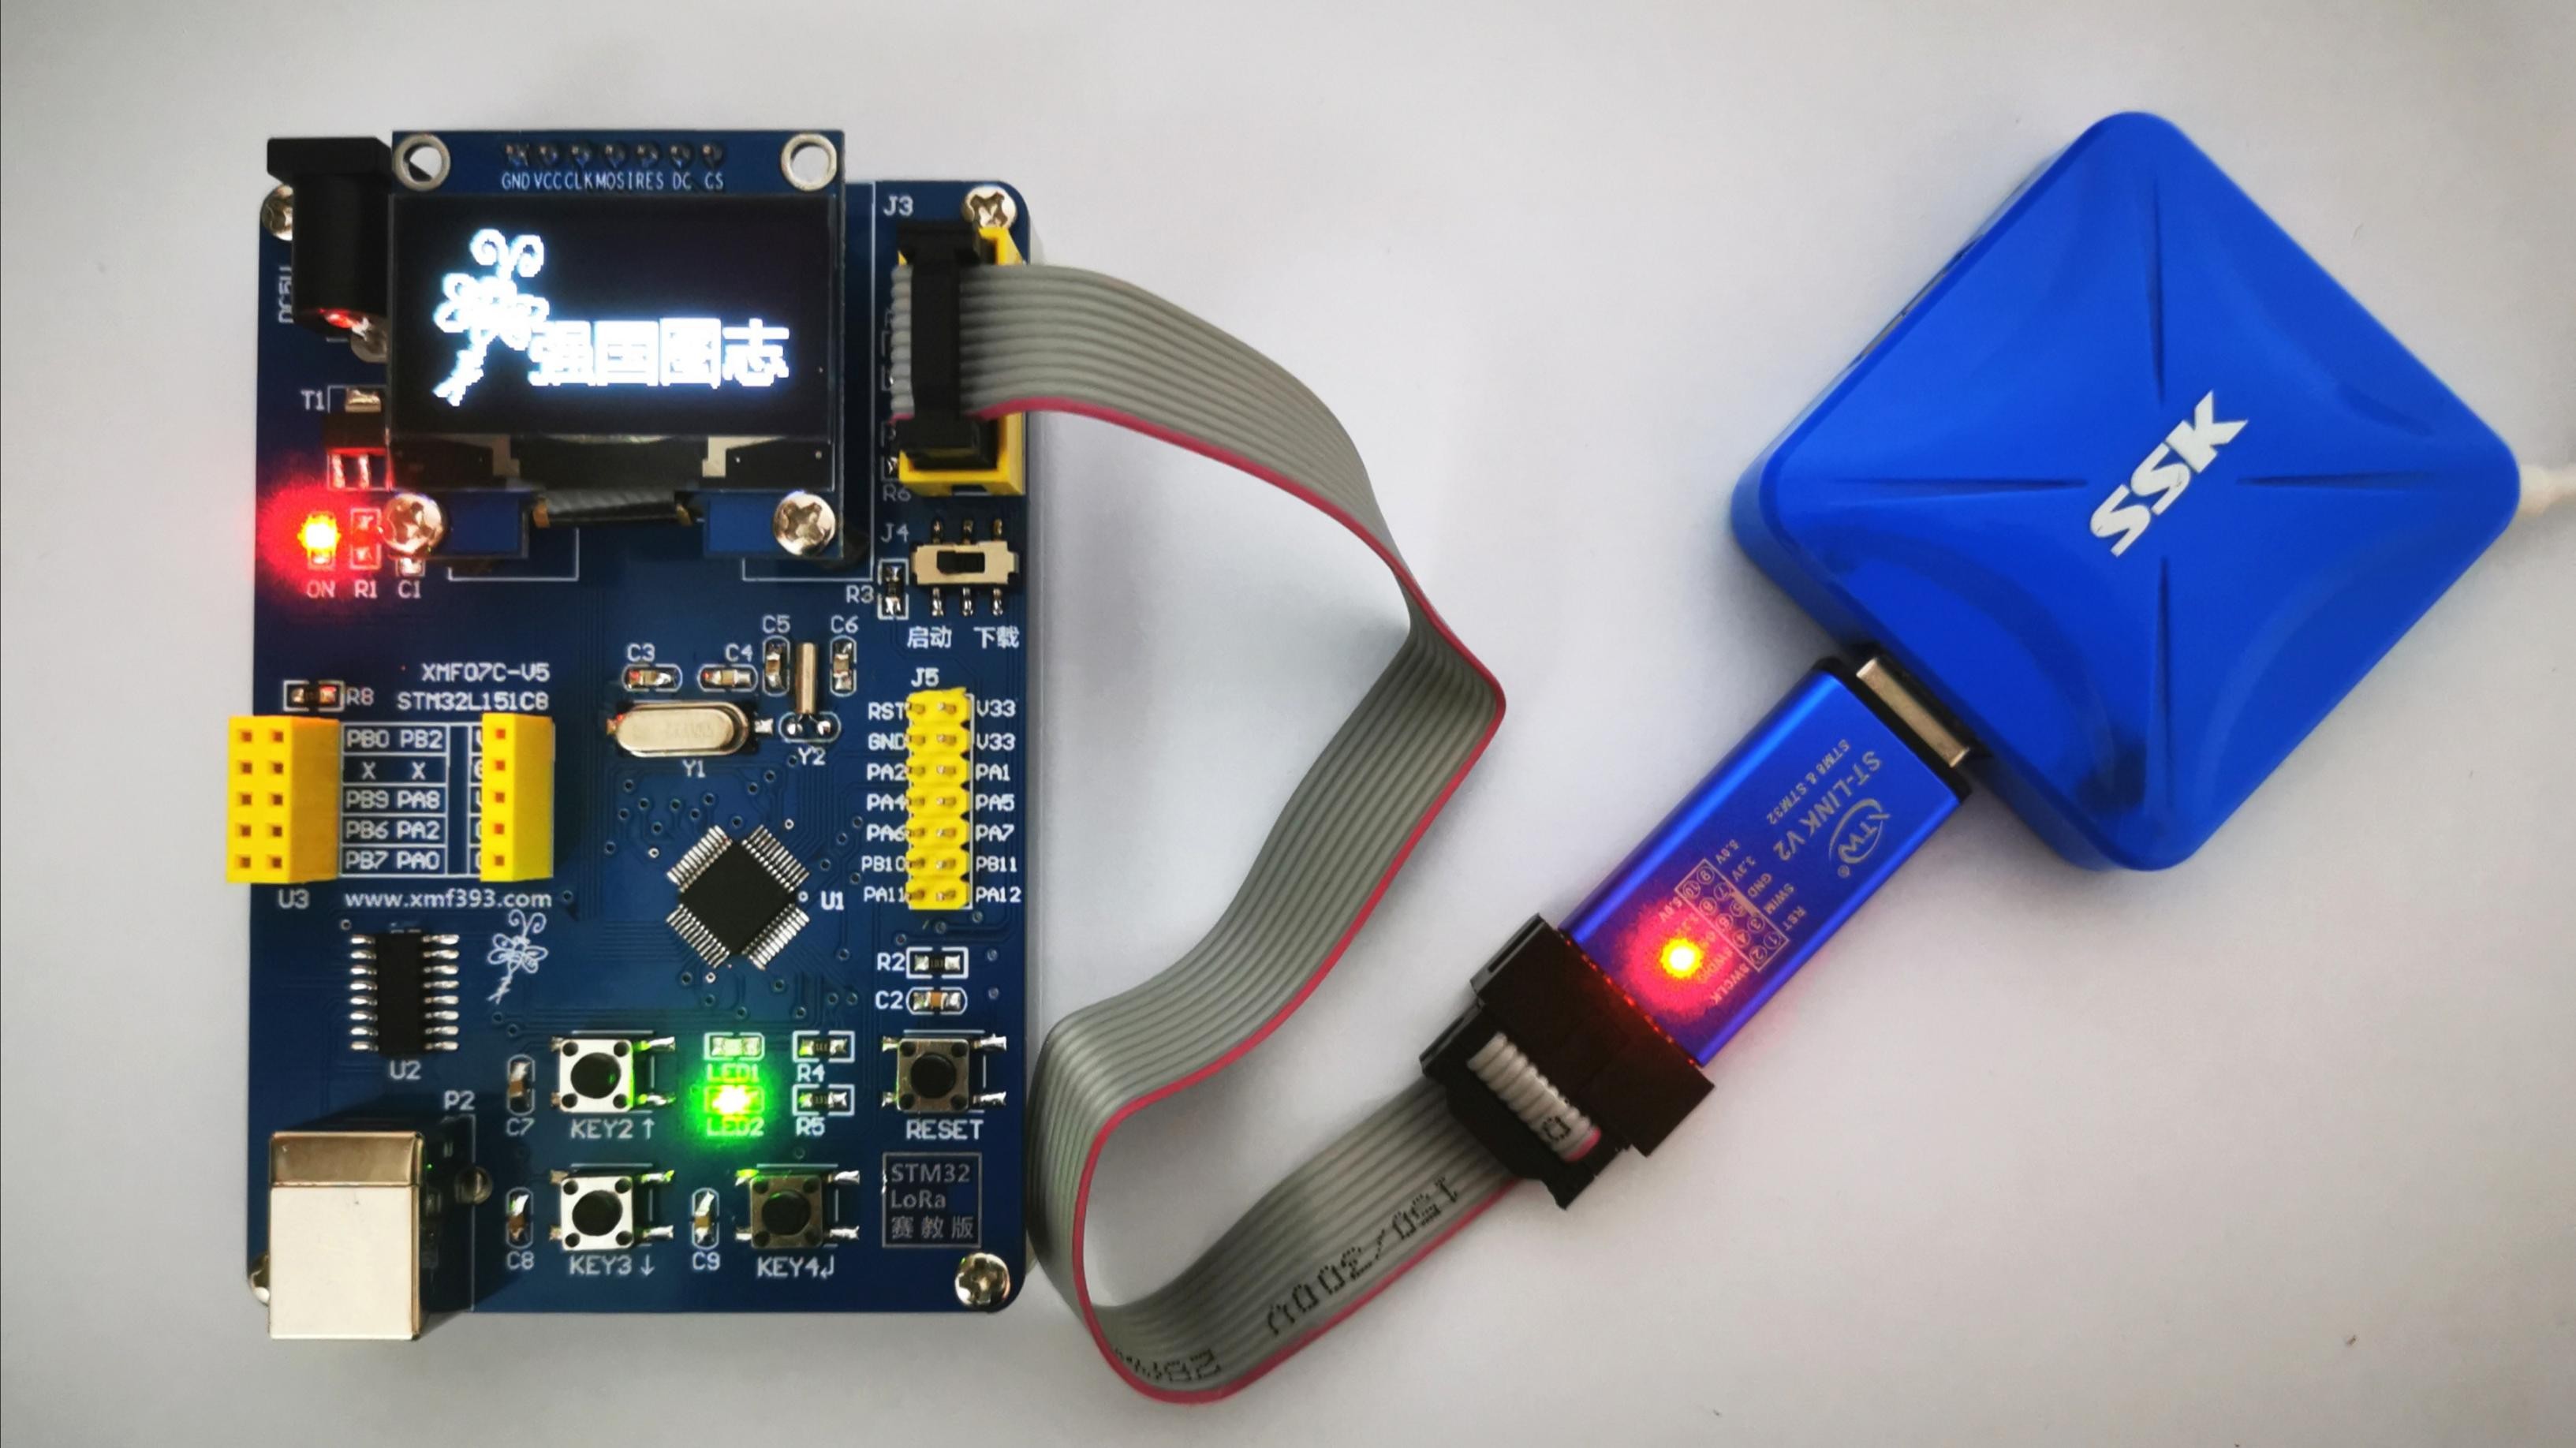 GND VCC CLK MOSI RES DC CS
J3
强国图志
T1
R6
J4
ON R1 C1
R3
启动 下载
C5 C6
C3 C4
XMF07C-V5
STM32L151C8
R8
Y1
Y2
J5
RST V33
GND V33
PA2 PA1
PA4 PA5
PA6 PA7
PB10 PB11
PA11 PA12
PB0 PB2
X X
PB9 PA8
PB6 PA2
PB7 PA0
U3
www.xmf393.com
U1
U2
R2
C2
LED1 R4
LED2 R5
P2
C7
KEY2↑
RESET
C8
KEY3↓
C9
KEY4
STM32
LoRa
赛教版
SSK
TW®
ST-LINK V2
STM8 & STM32
RST
SWIM
GND
3.3V
5.0V
SWCLK
5.0V